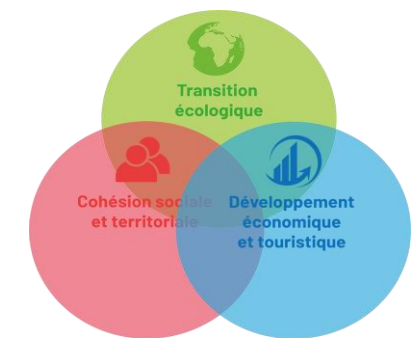 Transition
écologique
Cohésion sociale
et territoriale
Développement
économique
et touristique